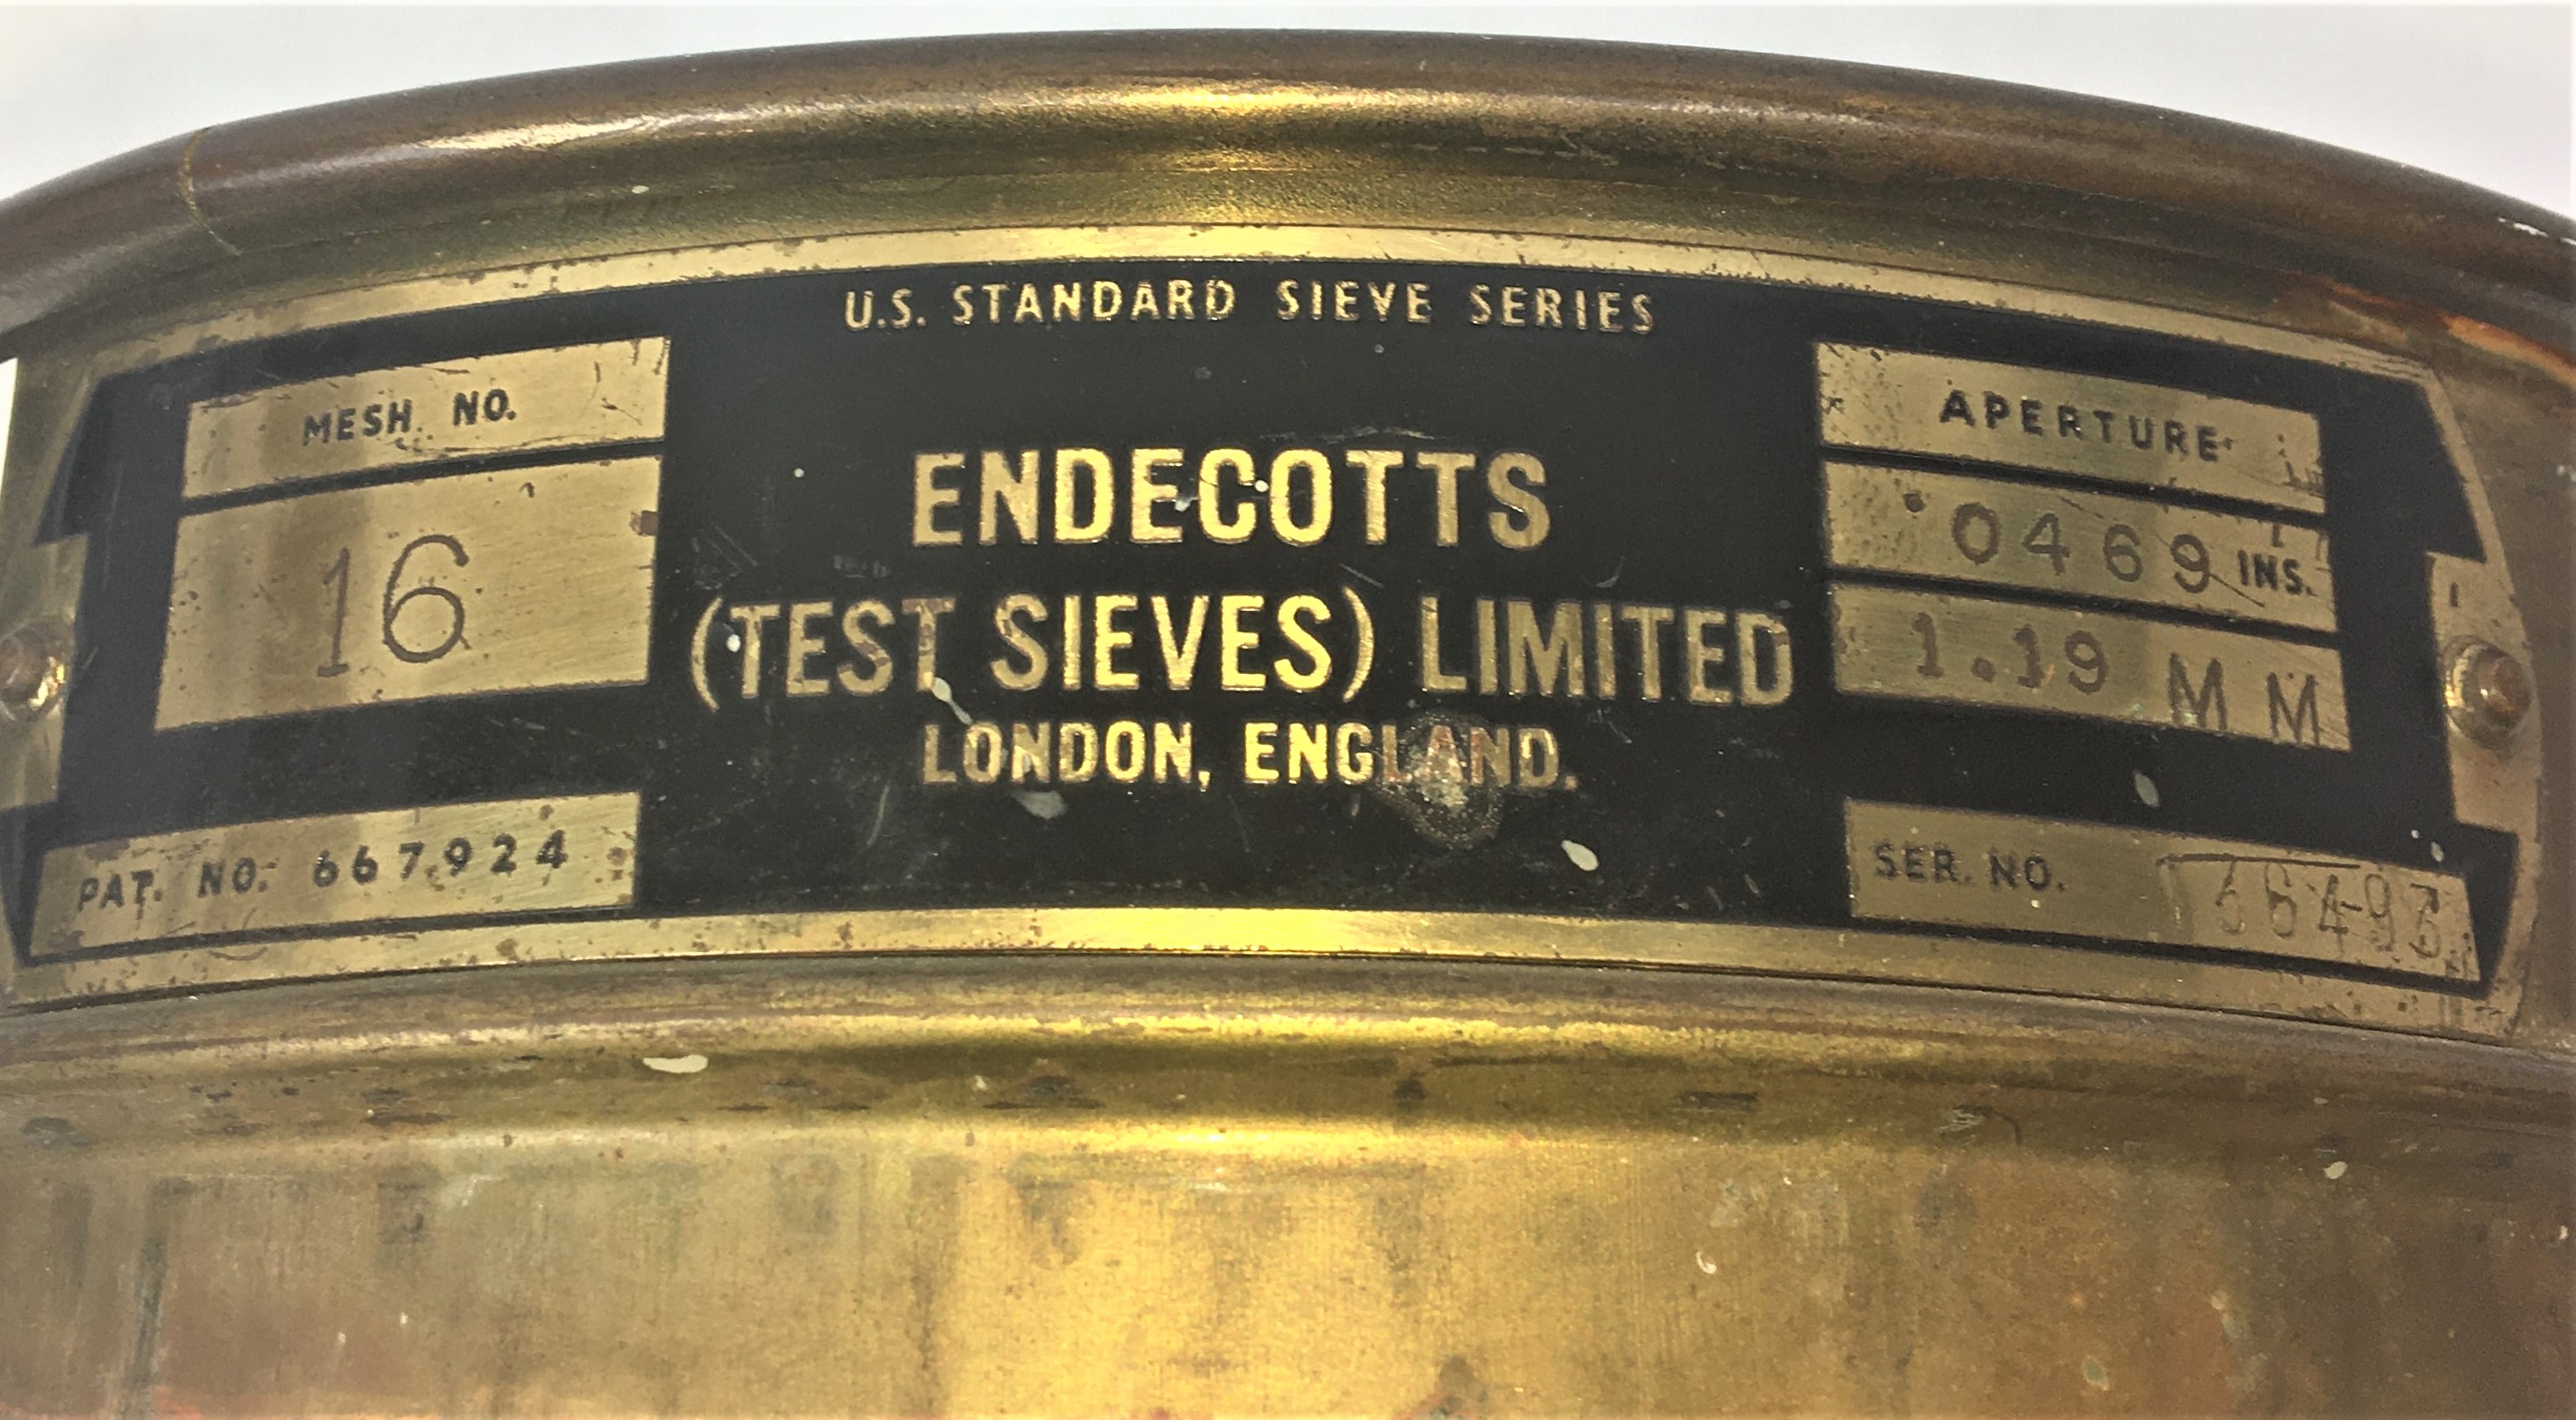 U.S. STANDARD SIEVE SERIES
MESH. NO.
16
ENDECOTTS
(TEST SIEVES) LIMITED
LONDON, ENGLAND.
APERTURE
·0469 INS.
1.19 MM
PAT. NO. 667924
SER. NO.